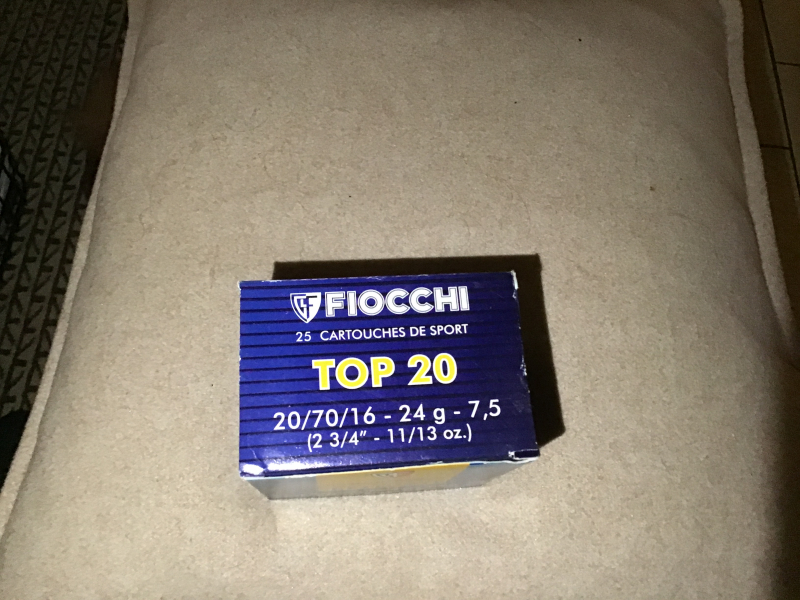 FIOCCHI
25 CARTOUCHES DE SPORT
TOP 20
20/70/16 - 24 g - 7,5
(2 3/4" - 11/13 oz.)